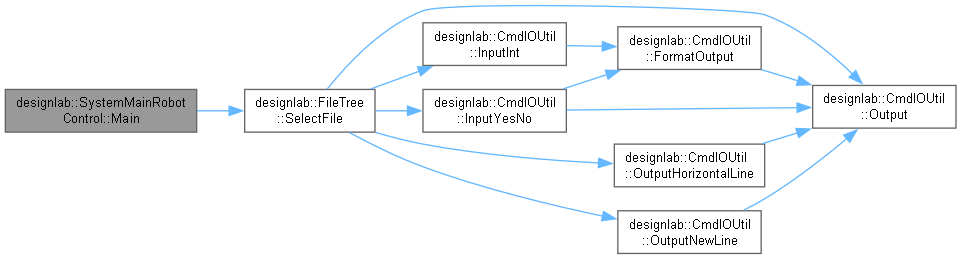 designlab::SystemMainRobot
Control::Main
designlab::FileTree
::SelectFile
designlab::CmdIOUtil
::InputInt
designlab::CmdIOUtil
::InputYesNo
designlab::CmdIOUtil
::FormatOutput
designlab::CmdIOUtil
::OutputHorizontalLine
designlab::CmdIOUtil
::OutputNewLine
designlab::CmdIOUtil
::Output